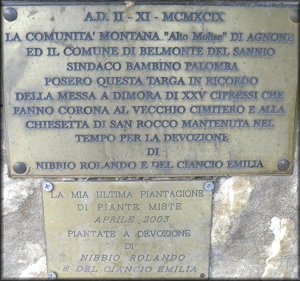 A.D. II - XI - MCMXCIX
LA COMUNITA' MONTANA "Alto Molise" DI AGNONE
ED IL COMUNE DI BELMONTE DEL SANNIO
SINDACO BAMBINO PALOMBA
POSERO QUESTA TARGA IN RICORDO
DELLA MESSA A DIMORA DI XXV CIPRESSI CHE
FANNO CORONA AL VECCHIO CIMITERO E ALLA
CHIESETTA DI SAN ROCCO MANTENUTA NEL
TEMPO PER LA DEVOZIONE
DI
NIBBIO ROLANDO E DEL CIANCIO EMILIA
LA MIA ULTIMA PIANTAGIONE
DI PIANTE MISTE
APRILE 2003
PIANTATE A DEVOZIONE
DI
NIBBIO ROLANDO
E DEL CIANCIO EMILIA